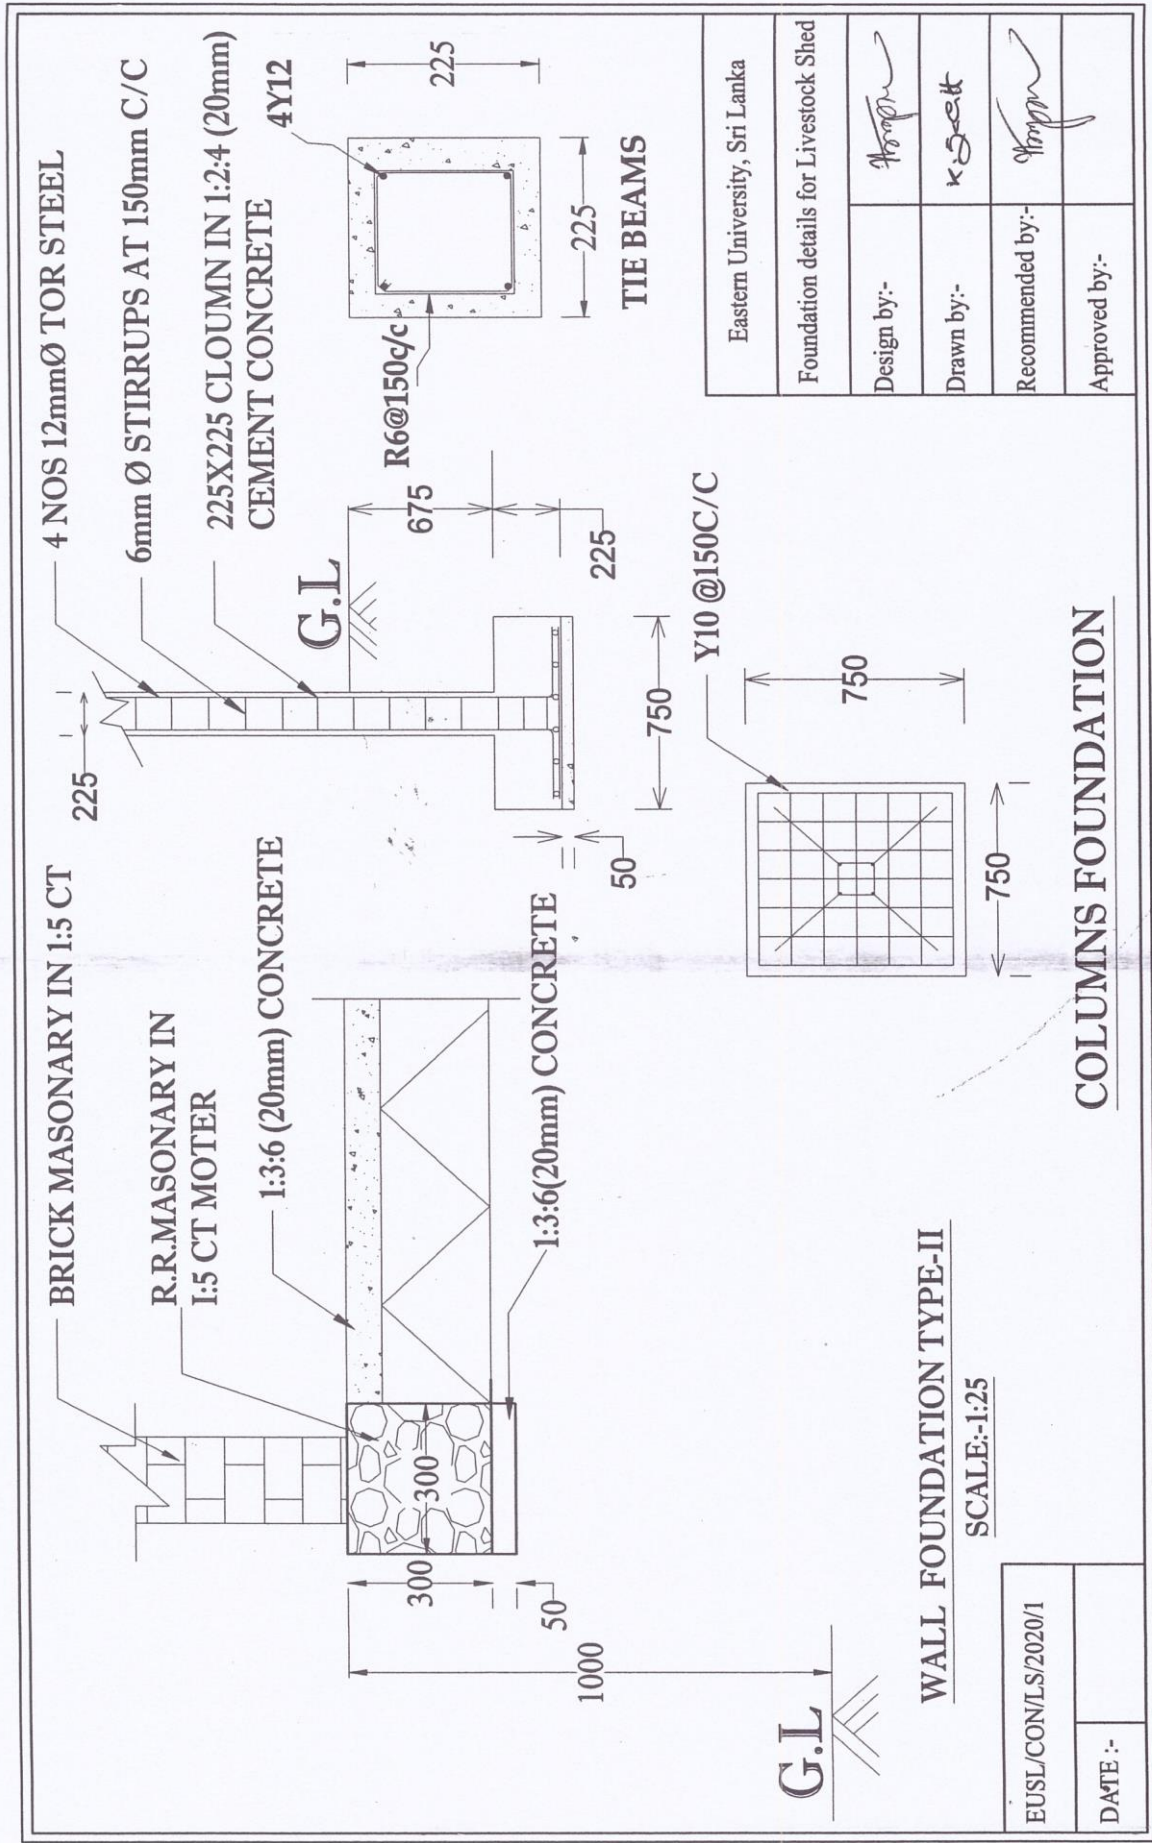 BRICK MASONARY IN 1:5 CT
R.R.MASONARY IN
1:5 CT MOTER
1:3:6 (20mm) CONCRETE
1:3:6(20mm) CONCRETE
300
300
50
1000
G.L
WALL FOUNDATION TYPE-II
SCALE:-1:25
4 NOS 12mmØ TOR STEEL
6mm Ø STIRRUPS AT 150mm C/C
225X225 CLOUMN IN 1:2:4 (20mm)
CEMENT CONCRETE
225
G.L
675
225
750
50
Y10 @150C/C
750
750
COLUMNS FOUNDATION
4Y12
R6@150c/c
225
225
TIE BEAMS
Eastern University, Sri Lanka
Foundation details for Livestock Shed
Design by:-
Drawn by:-
Recommended by:-
Approved by:-
EUSL/CON/LS/2020/1
DATE :-